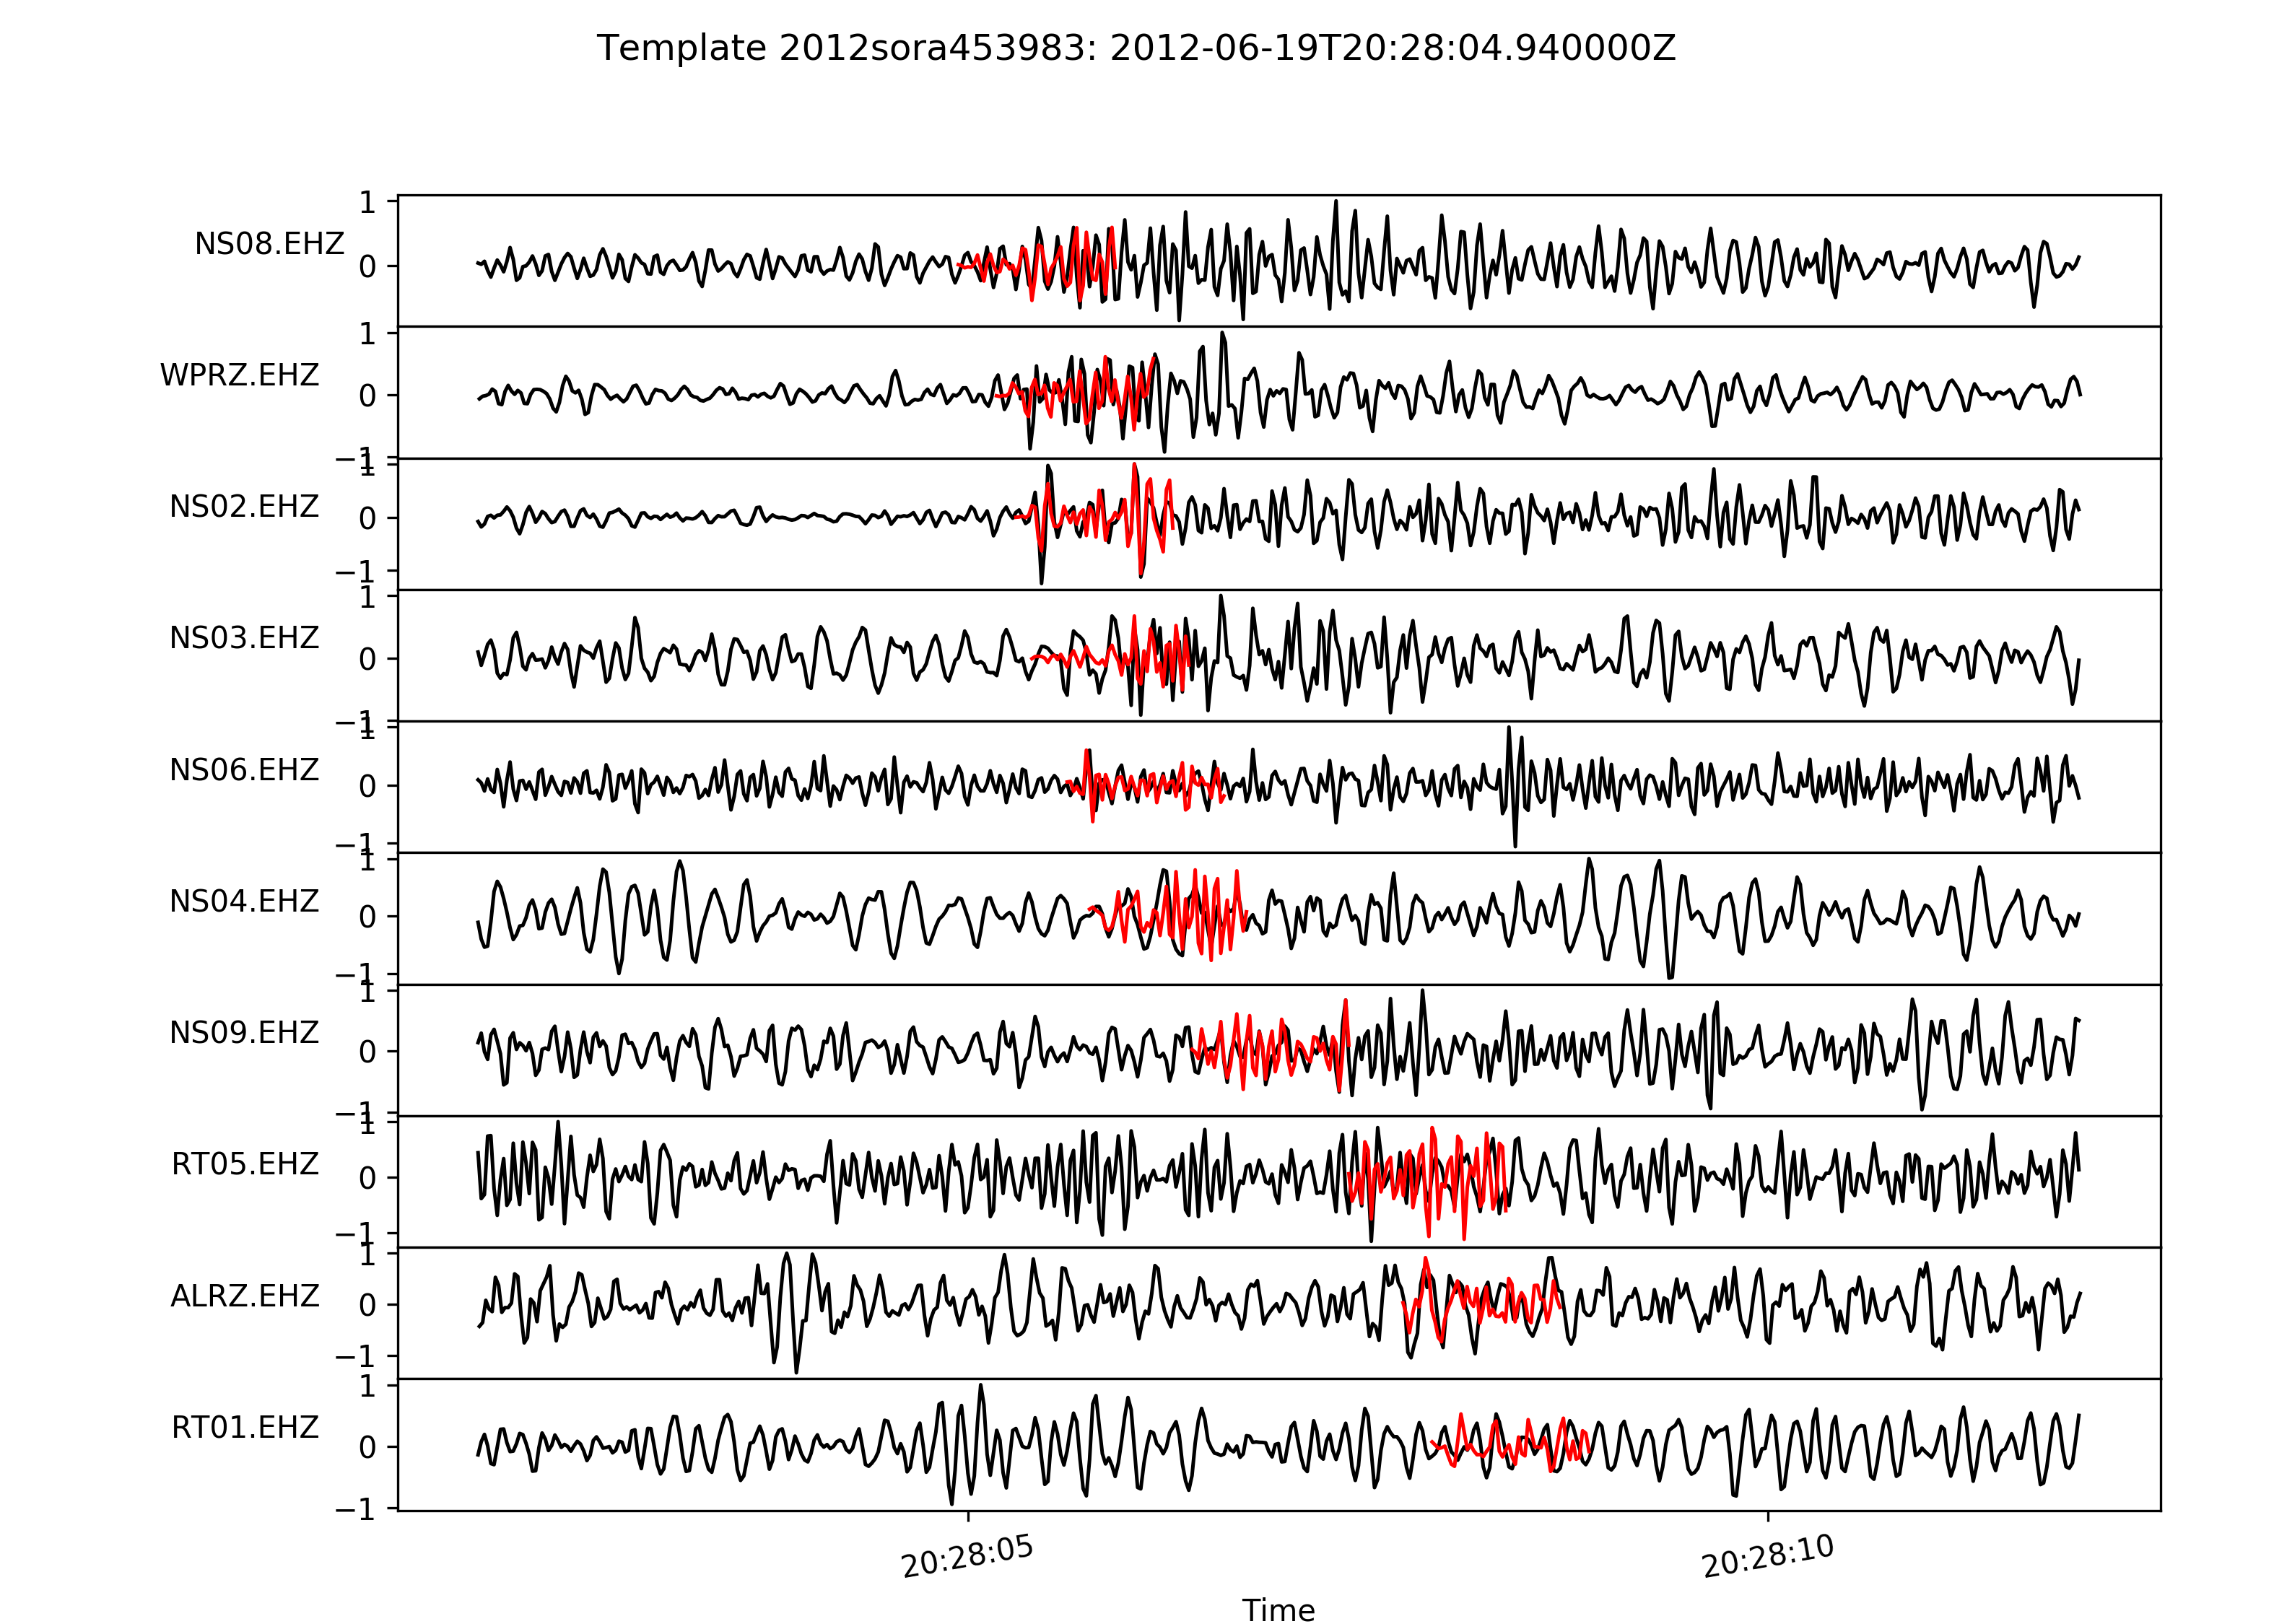 Template 2012sora453983: 2012-06-19T20:28:04.940000Z
1
NS08.EHZ
0
1
WPRZ.EHZ
0
−1
1
NS02.EHZ
0
−1
1
NS03.EHZ
0
−1
1
NS06.EHZ
0
−1
1
NS04.EHZ
0
−1
1
NS09.EHZ
0
−1
1
RT05.EHZ
0
−1
1
ALRZ.EHZ
0
−1
1
RT01.EHZ
0
−1
20:28:05 20:28:10
Time